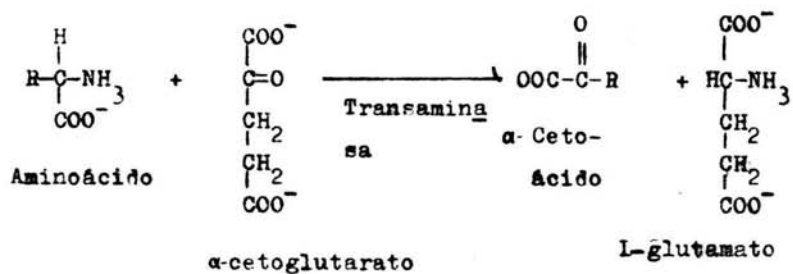 H
R-C-NH3
COO-
Aminoácido
+
COO-
C=O
CH2
CH2
COO-
α-cetoglutarato
Transamina
sa
O
OOC-C-R
α-Ceto-
ácido
+
COO-
HC-NH3
CH2
CH2
COO-
L-glutamato